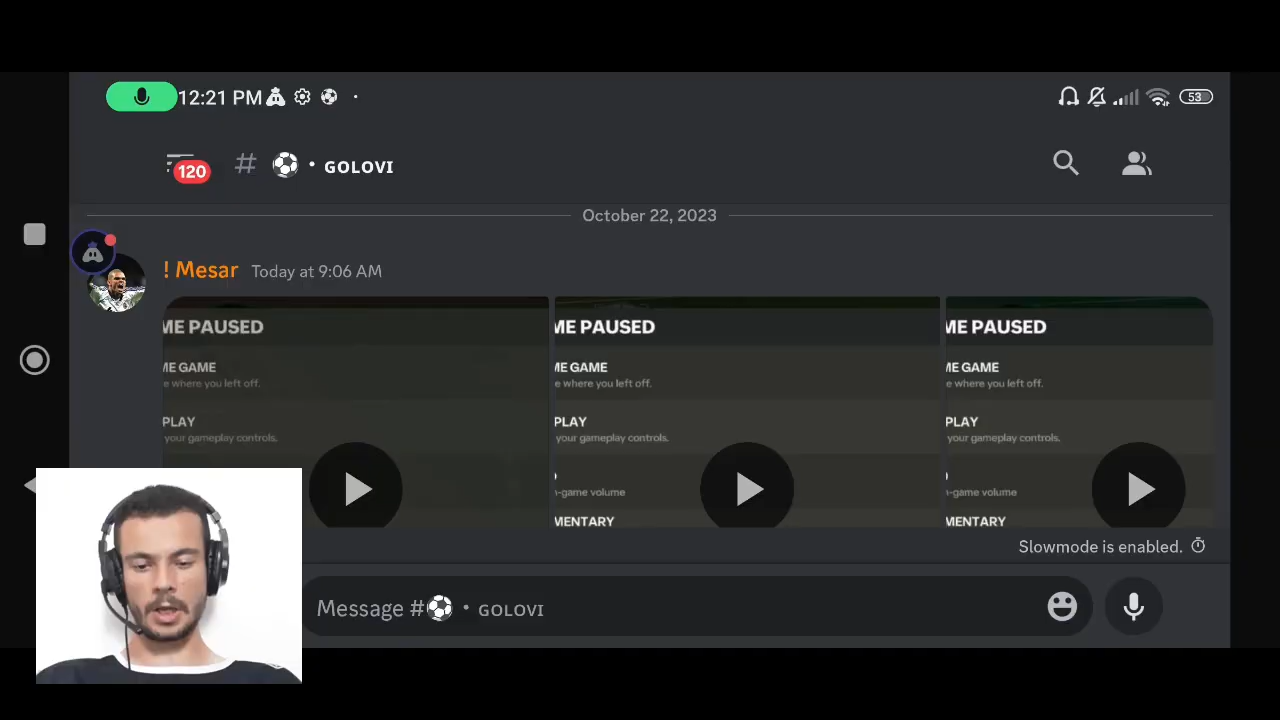 12:21 PM
53
120
# • GOLOVI
October 22, 2023
! Mesar Today at 9:06 AM
ME PAUSED ME PAUSED ME PAUSED
ME GAME ME GAME ME GAME
e where you left off. e where you left off. e where you left off.
PLAY PLAY PLAY
your gameplay controls. your gameplay controls. your gameplay controls.
n-game volume n-game volume
MENTARY MENTARY
Slowmode is enabled.
Message #⚽ • GOLOVI